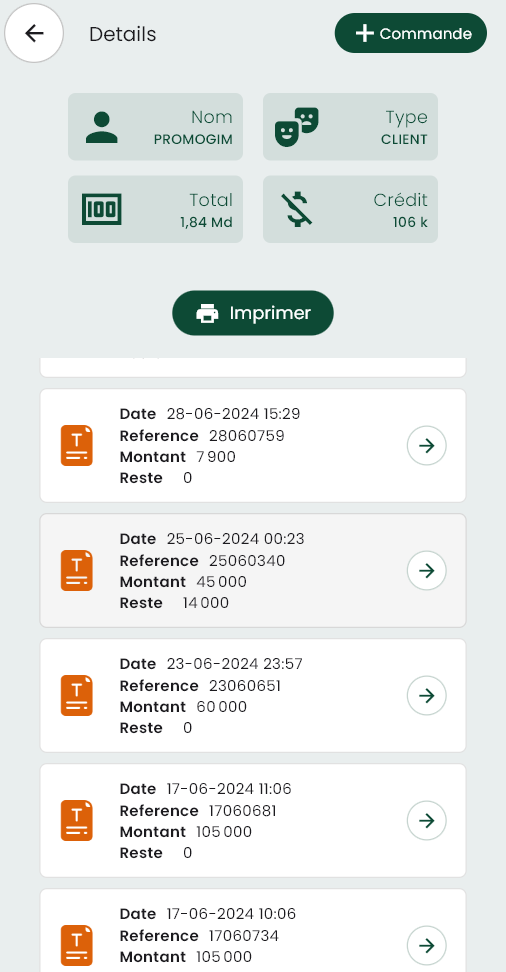 Details
Commande
Nom
PROMOGIM
Type
CLIENT
100
Total
1,84 Md
Crédit
106 k
Imprimer
Date 28-06-2024 15:29
T
Reference 28060759
Montant 7 900
Reste 0
Date 25-06-2024 00:23
T
Reference 25060340
Montant 45 000
Reste 14 000
Date 23-06-2024 23:57
T
Reference 23060651
Montant 60 000
Reste 0
Date 17-06-2024 11:06
T
Reference 17060681
Montant 105 000
Reste 0
Date 17-06-2024 10:06
T
Reference 17060734
Montant 105 000